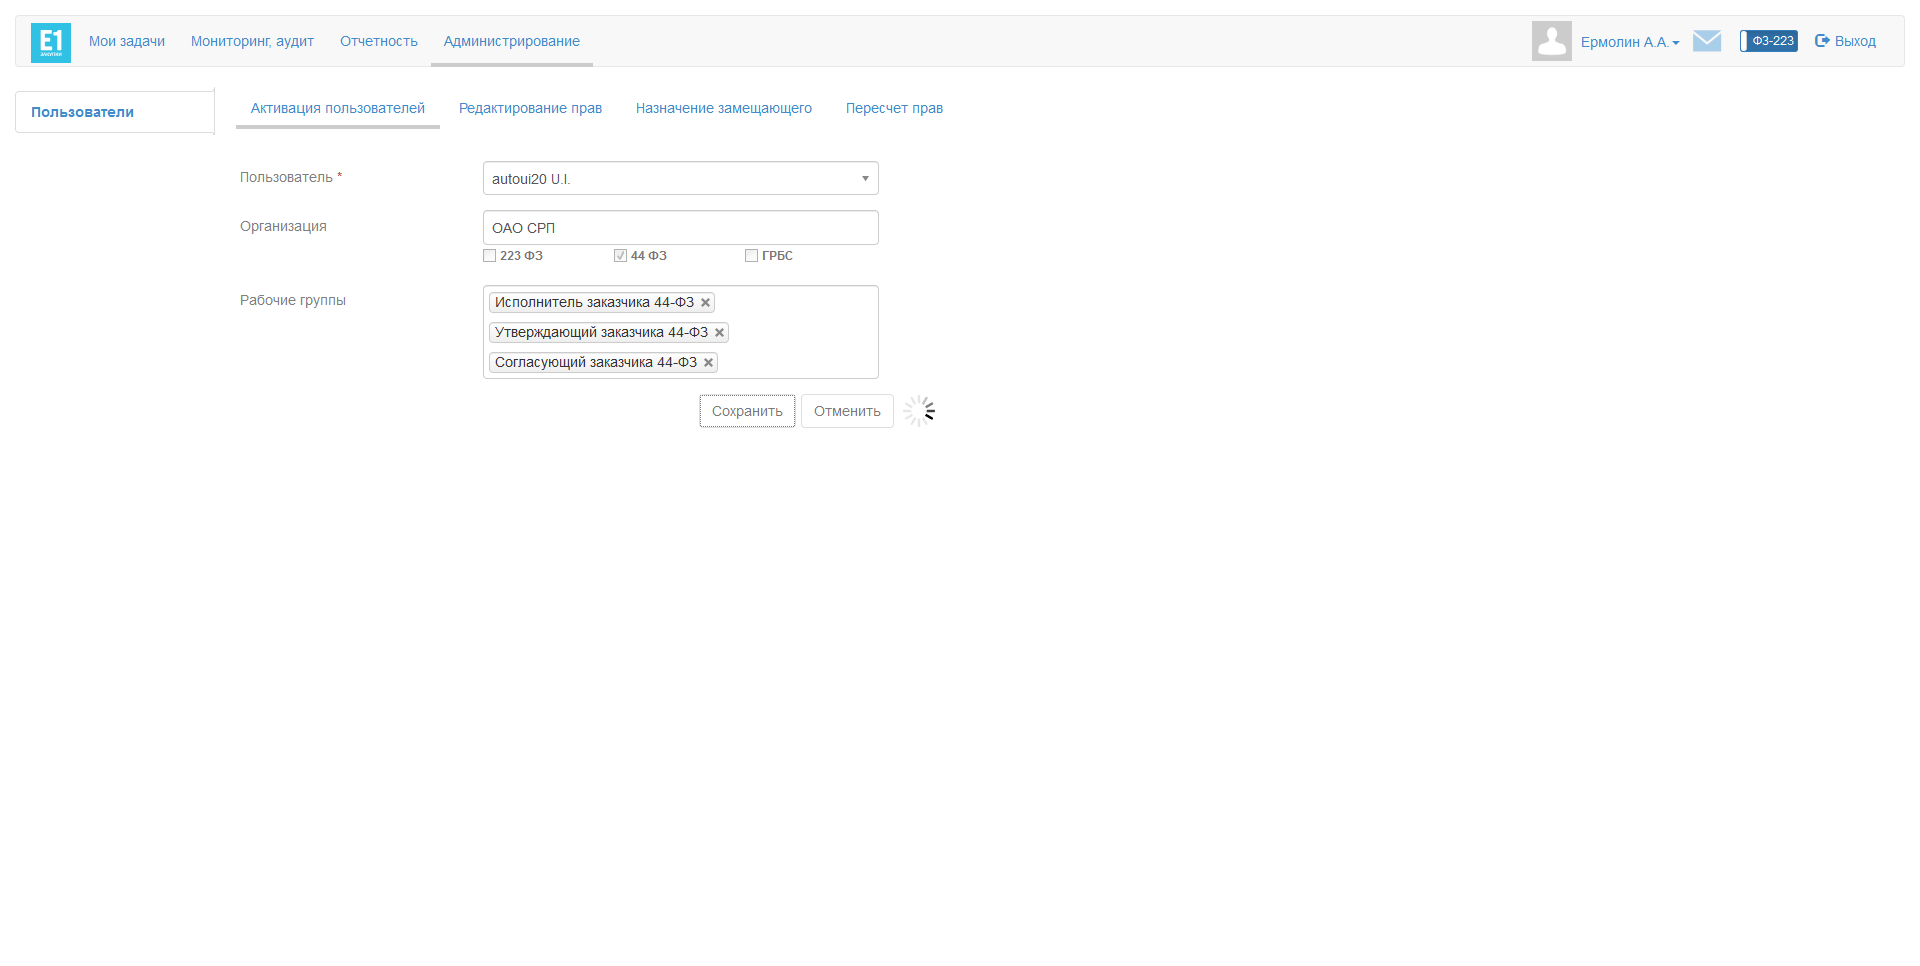 E1
ЗАКУПКИ
Мои задачи
Мониторинг, аудит
Отчетность
Администрирование
Ермолин А.А.
ФЗ-223
Выход
Пользователи
Активация пользователей
Редактирование прав
Назначение замещающего
Пересчет прав
Пользователь *
autoui20 U.I.
Организация
ОАО СРП
223 ФЗ
44 ФЗ
ГРБС
Рабочие группы
Исполнитель заказчика 44-ФЗ
Утверждающий заказчика 44-ФЗ
Согласующий заказчика 44-ФЗ
Сохранить
Отменить